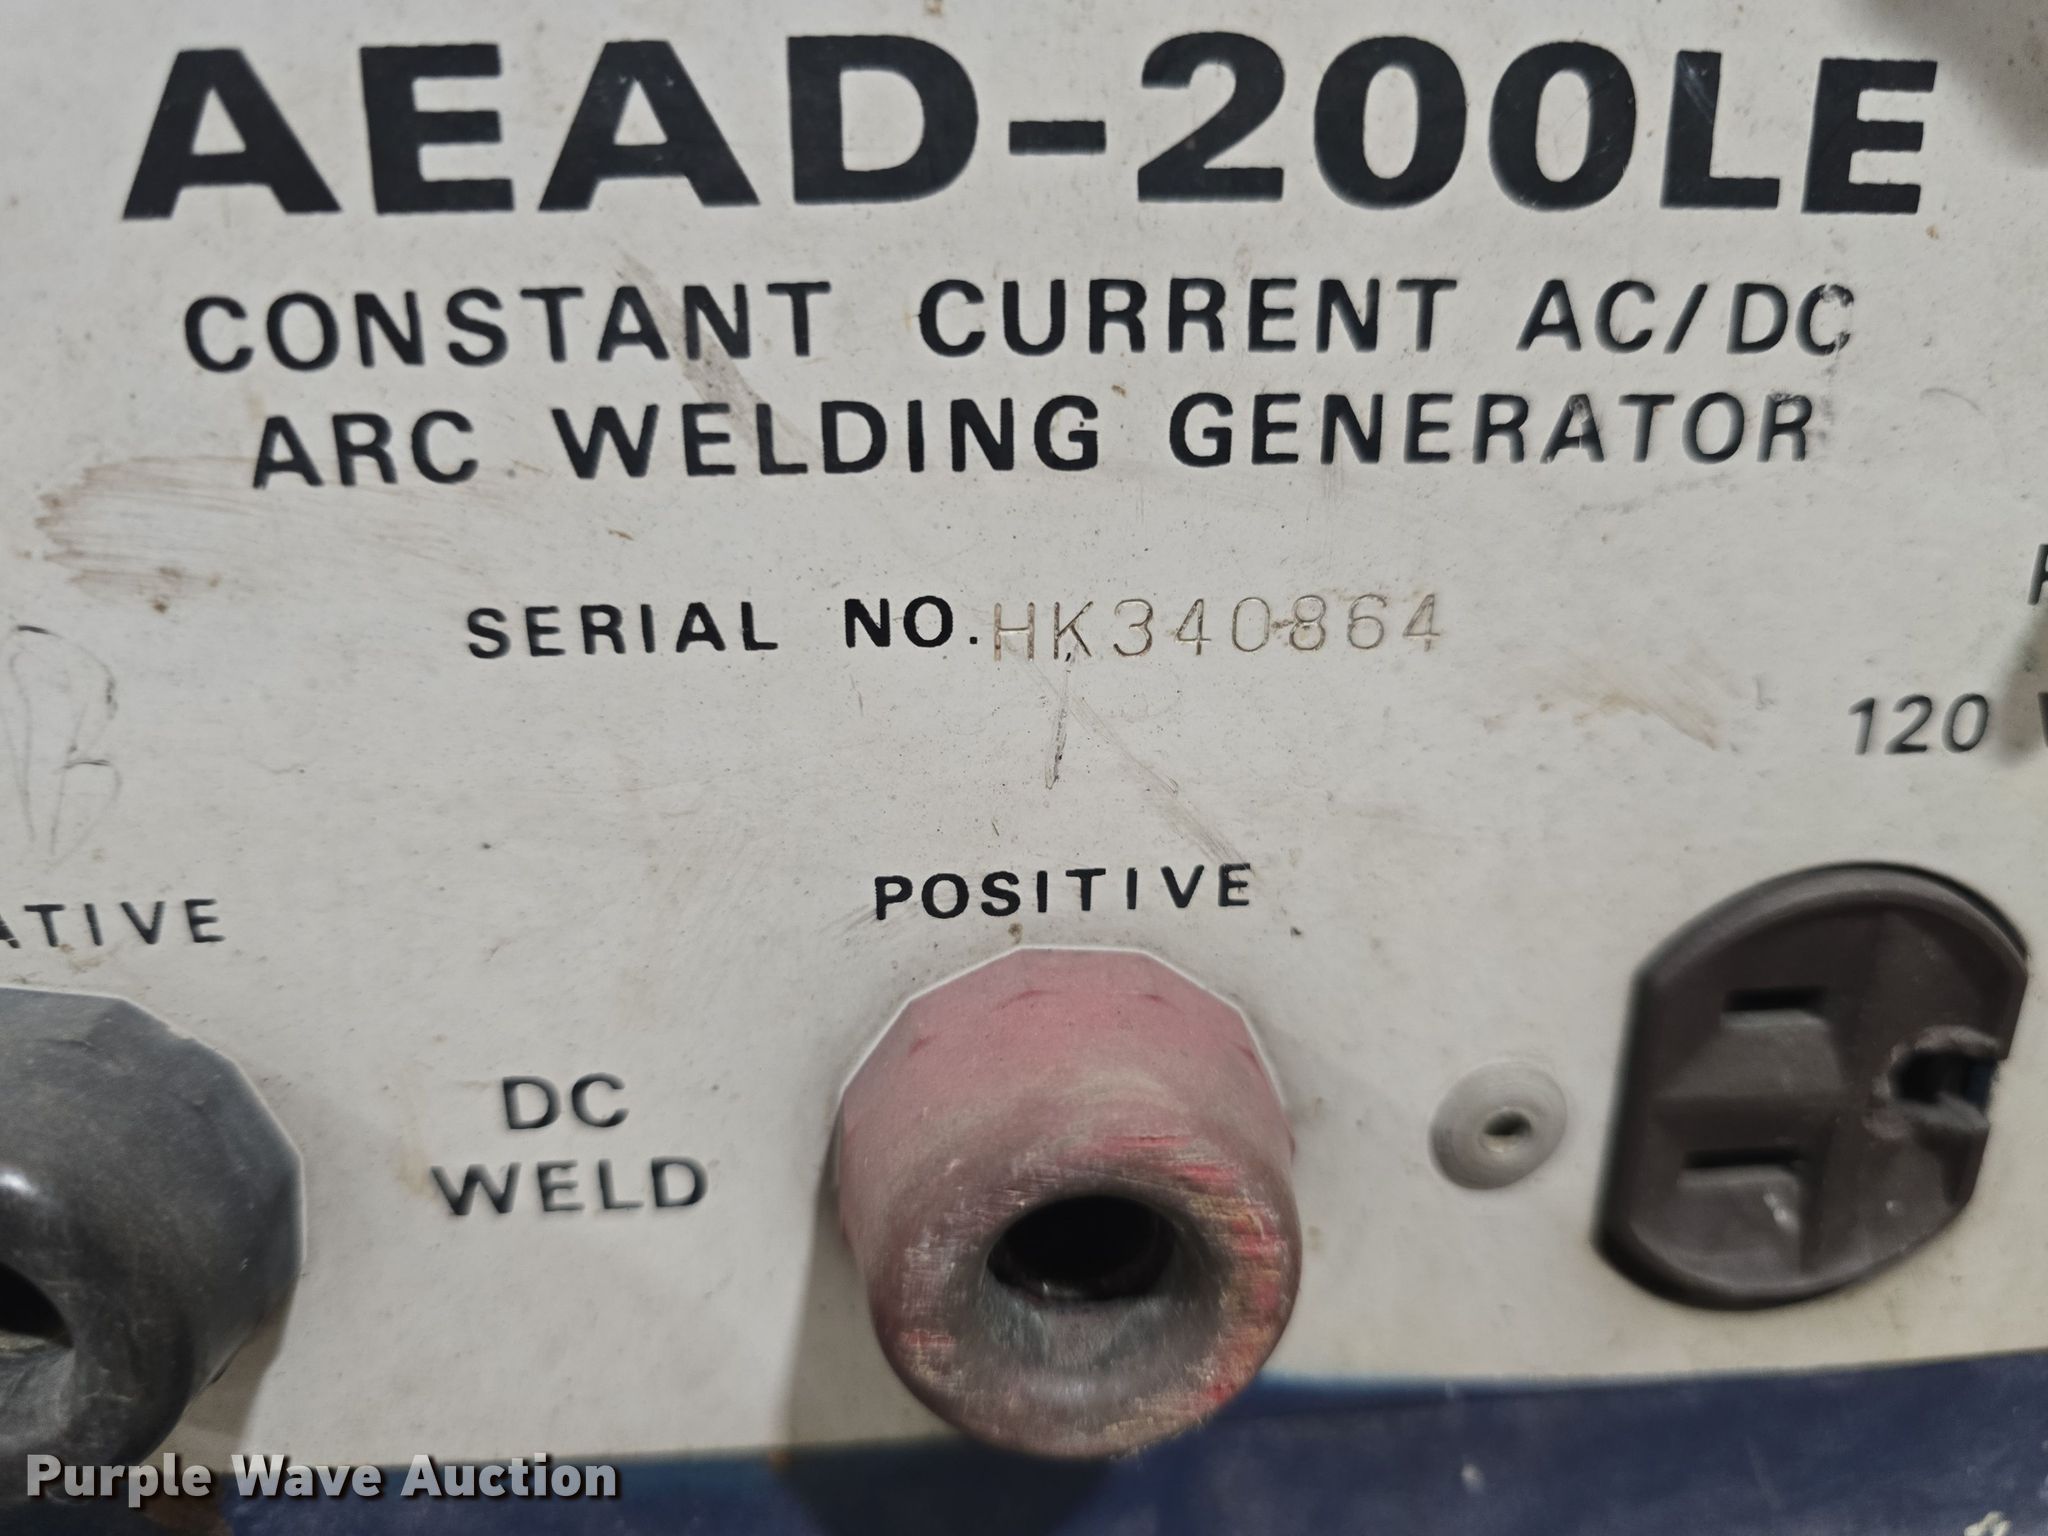 AEAD-200LE
CONSTANT CURRENT AC/DC
ARC WELDING GENERATOR
SERIAL NO. HK340864
120
POSITIVE
ATIVE
DC
WELD
Purple Wave Auction